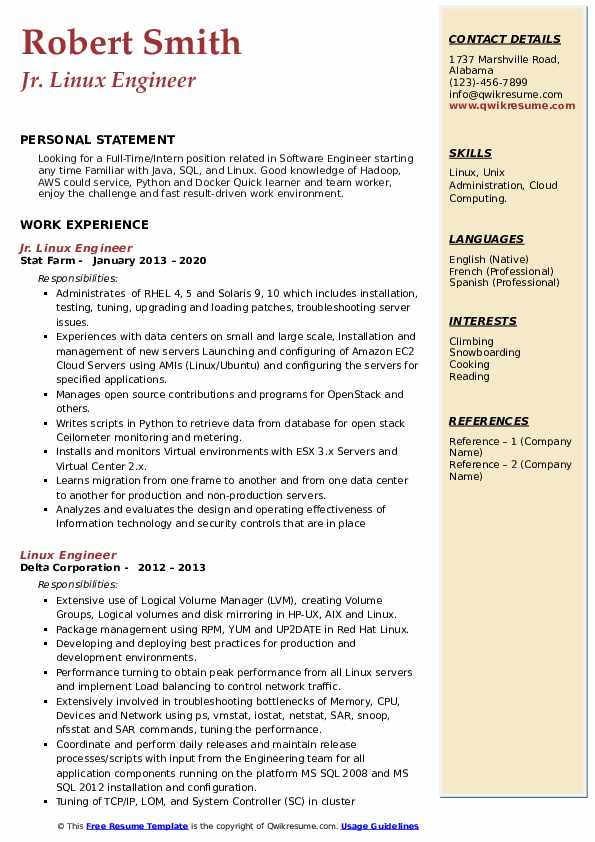 Robert Smith
Jr. Linux Engineer
PERSONAL STATEMENT
Looking for a Full-Time/Intern position related in Software Engineer starting
any time Familiar with Java, SQL, and Linux. Good knowledge of Hadoop,
AWS could service, Python and Docker Quick learner and team worker,
enjoy the challenge and fast result-driven work environment.
WORK EXPERIENCE
Jr. Linux Engineer
Stat Farm - January 2013 – 2020
Responsibilities:
▪ Administrates of RHEL 4, 5 and Solaris 9, 10 which includes installation,
testing, tuning, upgrading and loading patches, troubleshooting server
issues.
▪ Experiences with data centers on small and large scale, Installation and
management of new servers Launching and configuring of Amazon EC2
Cloud Servers using AMIs (Linux/Ubuntu) and configuring the servers for
specified applications.
▪ Manages open source contributions and programs for OpenStack and
others.
▪ Writes scripts in Python to retrieve data from database for open stack
Ceilometer monitoring and metering.
▪ Installs and monitors Virtual environments with ESX 3.x Servers and
Virtual Center 2.x.
▪ Learns migration from one frame to another and from one data center
to another for production and non-production servers.
▪ Analyzes and evaluates the design and operating effectiveness of
Information technology and security controls that are in place
Linux Engineer
Delta Corporation - 2012 – 2013
Responsibilities:
▪ Extensive use of Logical Volume Manager (LVM), creating Volume
Groups, Logical volumes and disk mirroring in HP-UX, AIX and Linux.
▪ Package management using RPM, YUM and UP2DATE in Red Hat Linux.
▪ Developing and deploying best practices for production and
development environments.
▪ Performance turning to obtain peak performance from all Linux servers
and implement Load balancing to control network traffic.
▪ Extensively involved in troubleshooting bottlenecks of Memory, CPU,
Devices and Network using ps, vmstat, iostat, netstat, SAR, snoop,
nfsstat and SAR commands, tuning the performance.
▪ Coordinate and perform daily releases and maintain release
processes/scripts with input from the Engineering team for all
application components running on the platform MS SQL 2008 and MS
SQL 2012 installation and configuration.
▪ Tuning of TCP/IP, LOM, and System Controller (SC) in cluster
CONTACT DETAILS
1737 Marshville Road,
Alabama
(123)-456-7899
info@qwikresume.com
www.qwikresume.com
SKILLS
Linux, Unix
Administration, Cloud
Computing.
LANGUAGES
English (Native)
French (Professional)
Spanish (Professional)
INTERESTS
Climbing
Snowboarding
Cooking
Reading
REFERENCES
Reference – 1 (Company
Name)
Reference – 2 (Company
Name)
© This Free Resume Template is the copyright of Qwikresume.com. Usage Guidelines